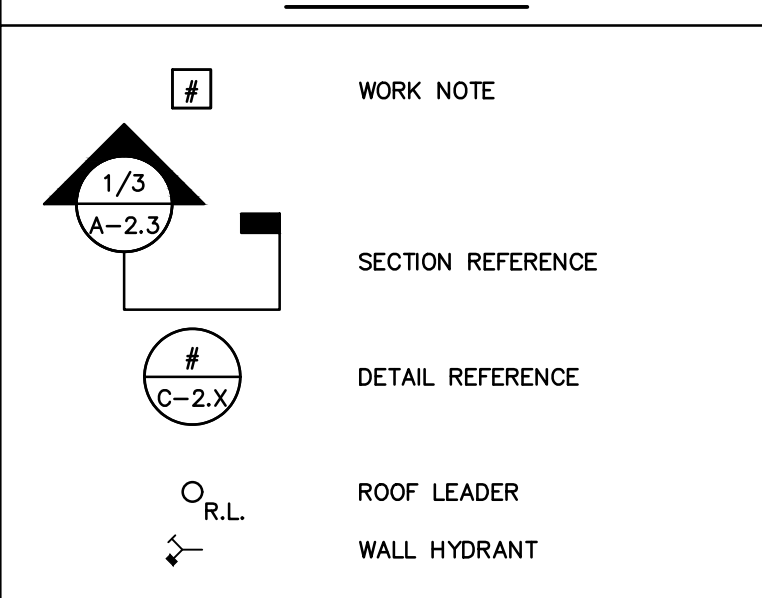 # WORK NOTE
1/3
A-2.3
SECTION REFERENCE
#
C-2.X
DETAIL REFERENCE
R.L. ROOF LEADER
WALL HYDRANT